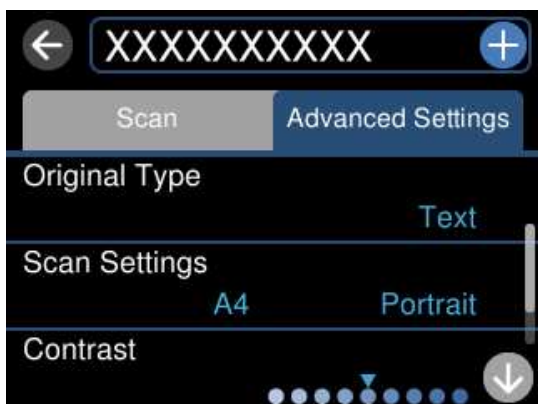 XXXXXXXXXX
Scan Advanced Settings
Original Type
Text
Scan Settings
A4 Portrait
Contrast